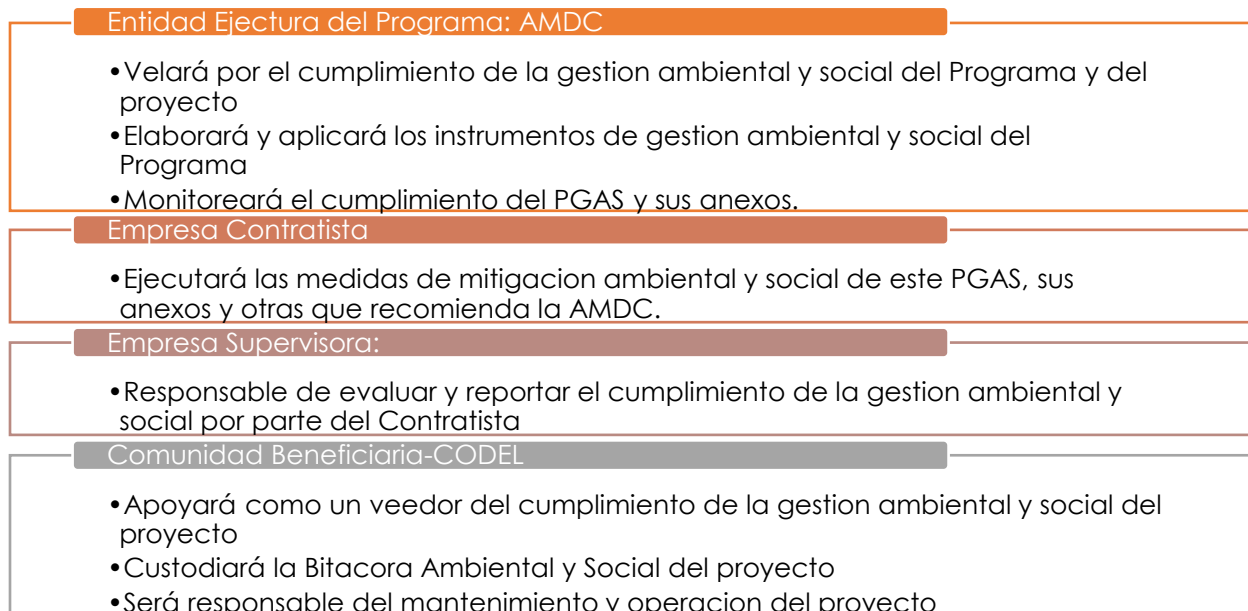 Entidad Ejectura del Programa: AMDC
•Velará por el cumplimiento de la gestion ambiental y social del Programa y del
proyecto
•Elaborará y aplicará los instrumentos de gestion ambiental y social del
Programa
•Monitoreará el cumplimiento del PGAS y sus anexos.
Empresa Contratista
•Ejecutará las medidas de mitigacion ambiental y social de este PGAS, sus
anexos y otras que recomienda la AMDC.
Empresa Supervisora:
•Responsable de evaluar y reportar el cumplimiento de la gestion ambiental y
social por parte del Contratista
Comunidad Beneficiaria-CODEL
•Apoyará como un veedor del cumplimiento de la gestion ambiental y social del
proyecto
•Custodiará la Bitacora Ambiental y Social del proyecto
•Será responsable del mantenimiento y operacion del proyecto